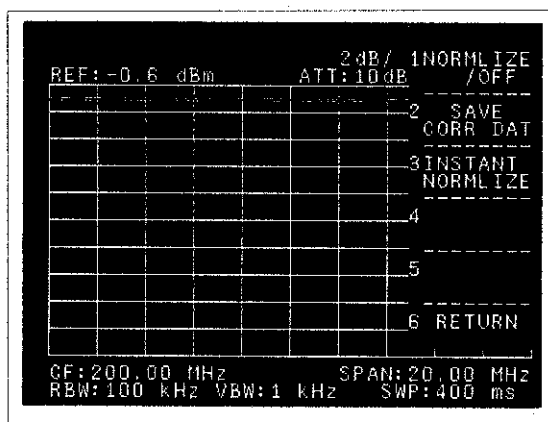 2dB/ 1NORMLIZE
REF:-0.6 dBm ATT:10dB /OFF
2 SAVE
CORR DAT
3INSTANT
NORMLIZE
4
5
6 RETURN
CF:200.00 MHz SPAN:20.00 MHz
RBW:100 kHz VBW:1 kHz SWP:400 ms